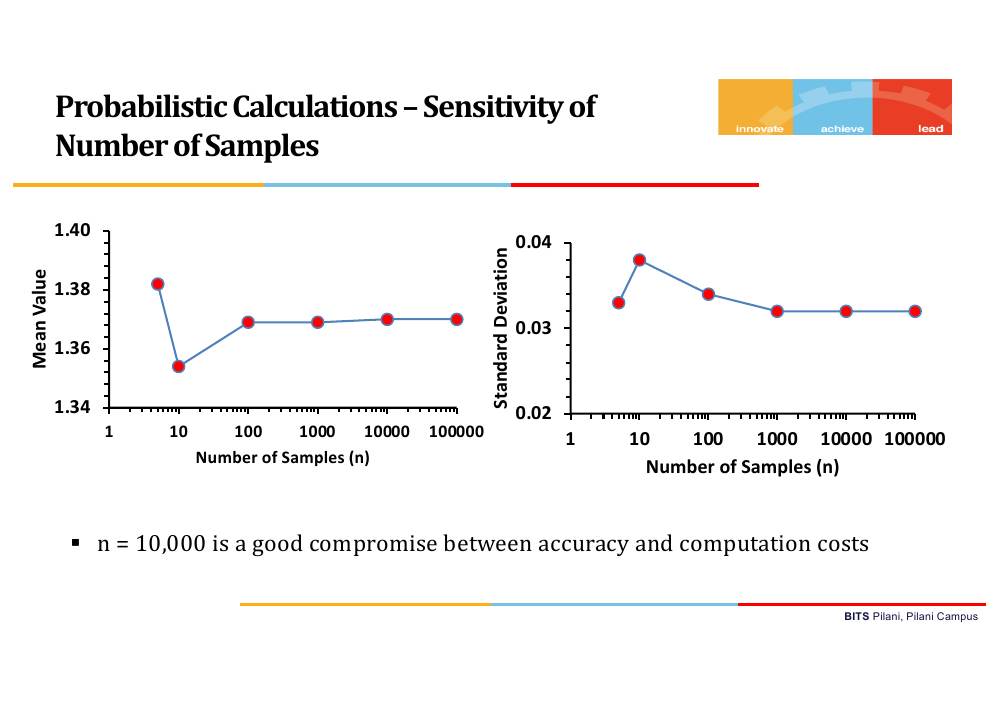 Probabilistic Calculations – Sensitivity of
Number of Samples
innovate achieve lead
1.40
1.38
1.36
1.34
Mean Value
1 10 100 1000 10000 100000
Number of Samples (n)
0.04
0.03
0.02
Standard Deviation
1 10 100 1000 10000 100000
Number of Samples (n)
▪ n = 10,000 is a good compromise between accuracy and computation costs
BITS Pilani, Pilani Campus